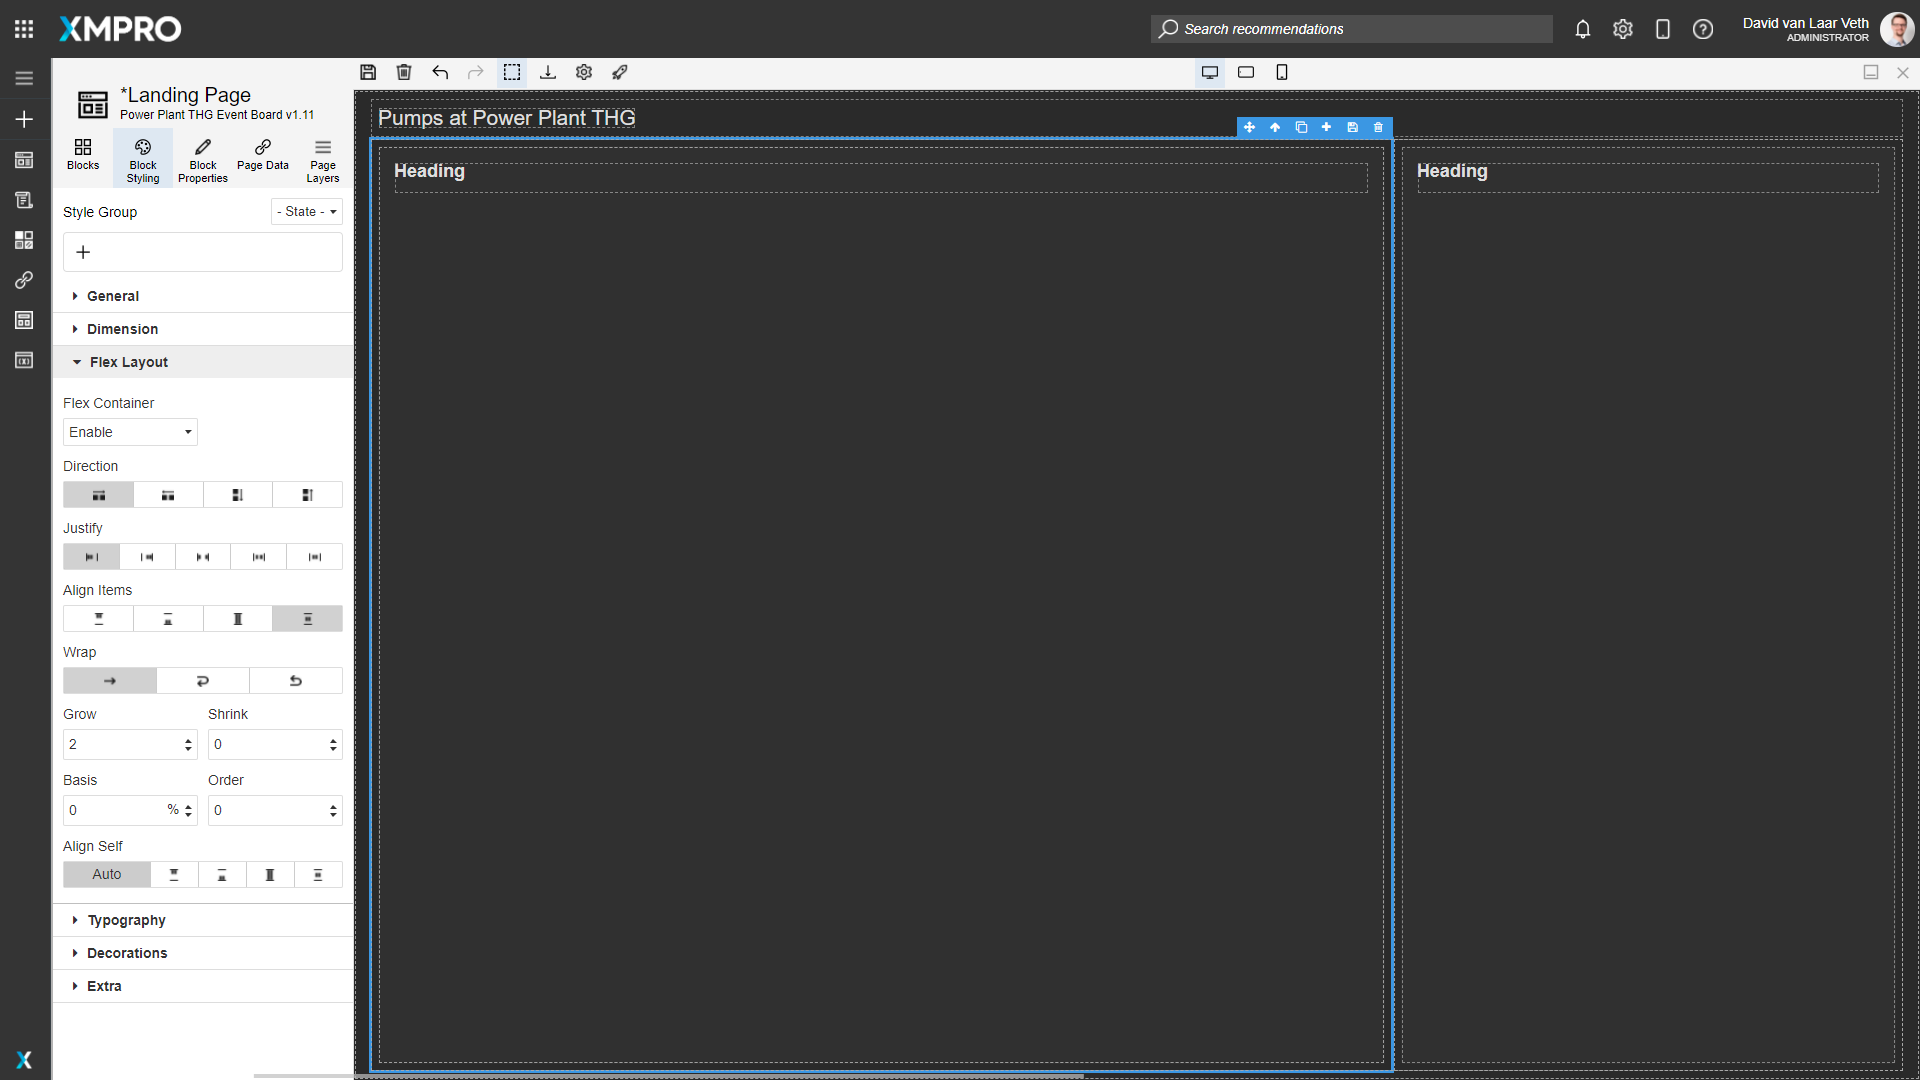 XMPRO
Search recommendations
David van Laar Veth
ADMINISTRATOR
*Landing Page
Power Plant THG Event Board v1.11
Blocks
Block Styling
Block Properties
Page Data
Page Layers
Style Group
- State -
General
Dimension
Flex Layout
Flex Container
Enable
Direction
Justify
Align Items
Wrap
Grow Shrink
2 0
Basis Order
0 % 0
Align Self
Auto
Typography
Decorations
Extra
Pumps at Power Plant THG
Heading
Heading